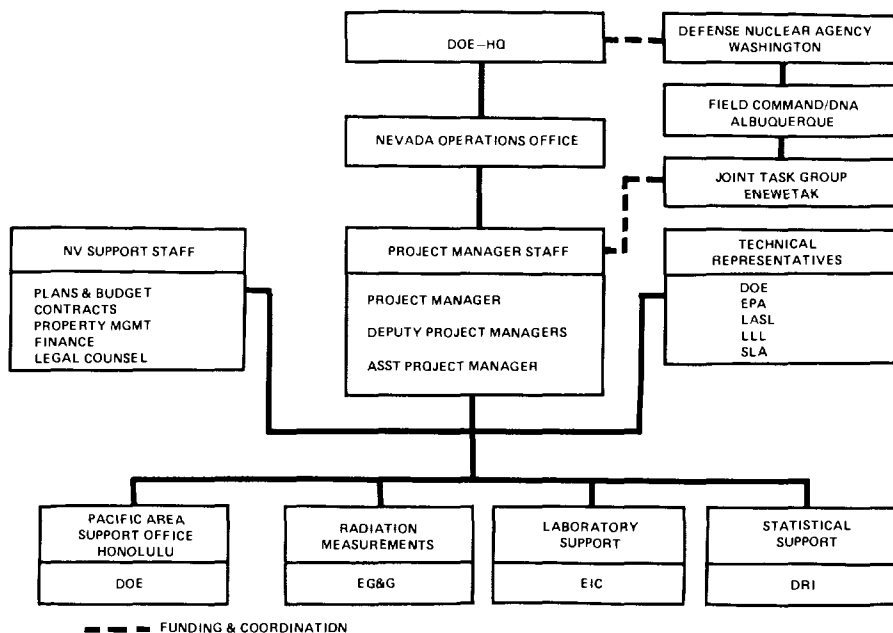 DOE-HQ
DEFENSE NUCLEAR AGENCY
WASHINGTON
NEVADA OPERATIONS OFFICE
FIELD COMMAND/DNA
ALBUQUERQUE
JOINT TASK GROUP
ENEWETAK
NV SUPPORT STAFF
PLANS & BUDGET
CONTRACTS
PROPERTY MGMT
FINANCE
LEGAL COUNSEL
PROJECT MANAGER STAFF
PROJECT MANAGER
DEPUTY PROJECT MANAGERS
ASST PROJECT MANAGER
TECHNICAL
REPRESENTATIVES
DOE
EPA
LASL
LLL
SLA
PACIFIC AREA
SUPPORT OFFICE
HONOLULU
DOE
RADIATION
MEASUREMENTS
EG&G
LABORATORY
SUPPORT
EIC
STATISTICAL
SUPPORT
DRI
FUNDING & COORDINATION